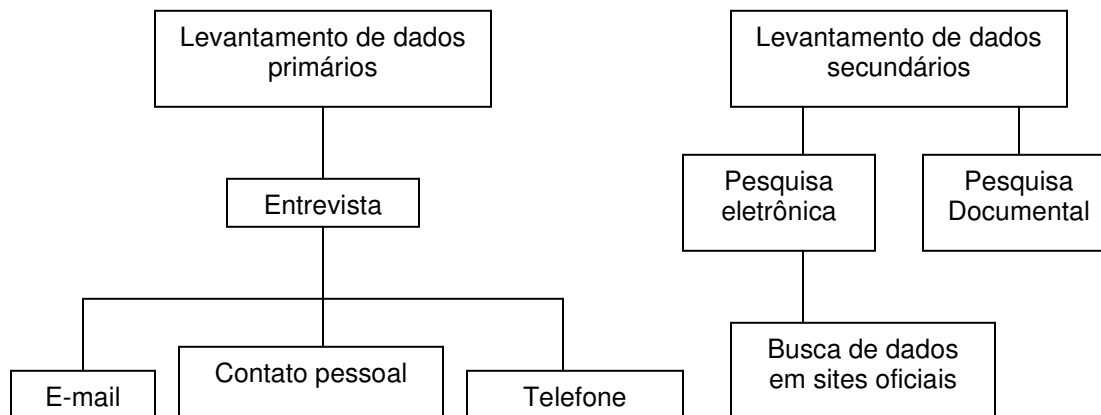 Levantamento de dados
primários
Levantamento de dados
secundários
Entrevista
Pesquisa
eletrônica
Pesquisa
Documental
E-mail
Contato pessoal
Telefone
Busca de dados
em sites oficiais